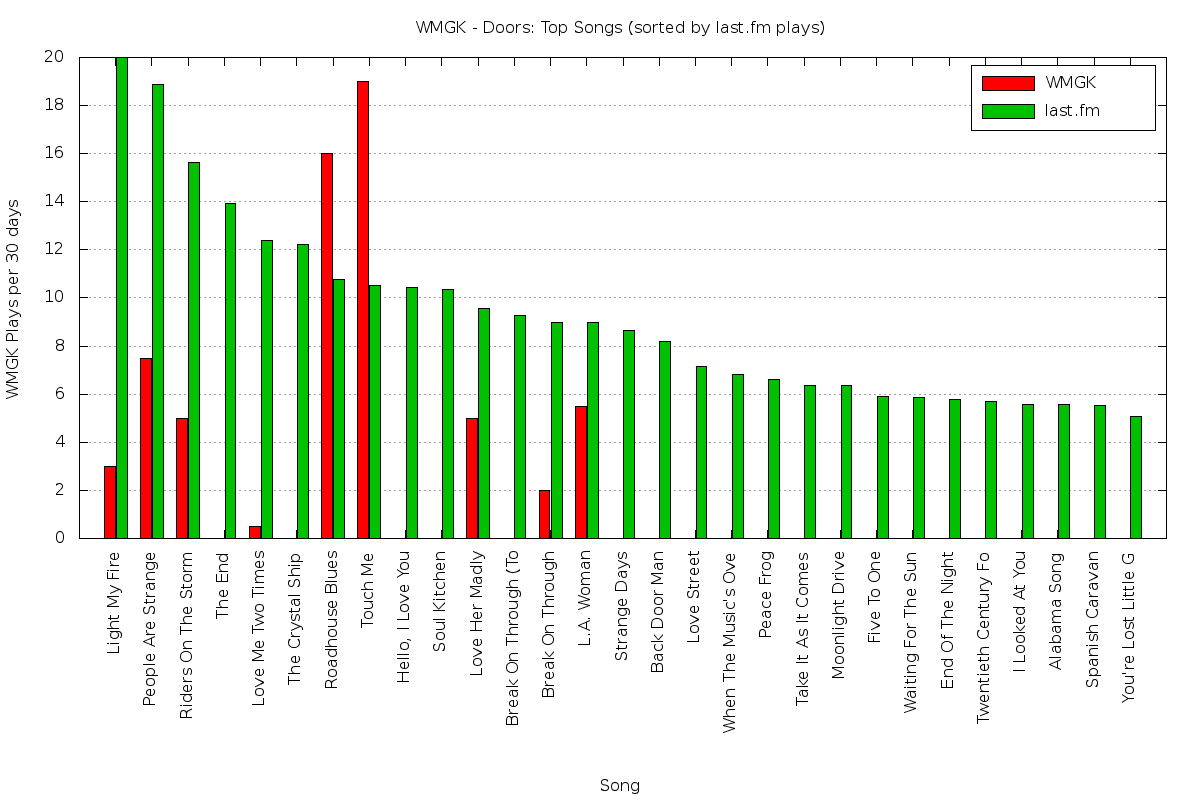 WMGK - Doors: Top Songs (sorted by last.fm plays)
WMGK
last.fm
WMGK Plays per 30 days
20
18
16
14
12
10
8
6
4
2
0
Light My Fire
People Are Strange
Riders On The Storm
The End
Love Me Two Times
The Crystal Ship
Roadhouse Blues
Touch Me
Hello, I Love You
Soul Kitchen
Love Her Madly
Break On Through (To
Break On Through
L.A. Woman
Strange Days
Back Door Man
Love Street
When The Music's Ove
Peace Frog
Take It As It Comes
Moonlight Drive
Five To One
Waiting For The Sun
End Of The Night
Twentieth Century Fo
I Looked At You
Alabama Song
Spanish Caravan
You're Lost Little G
Song